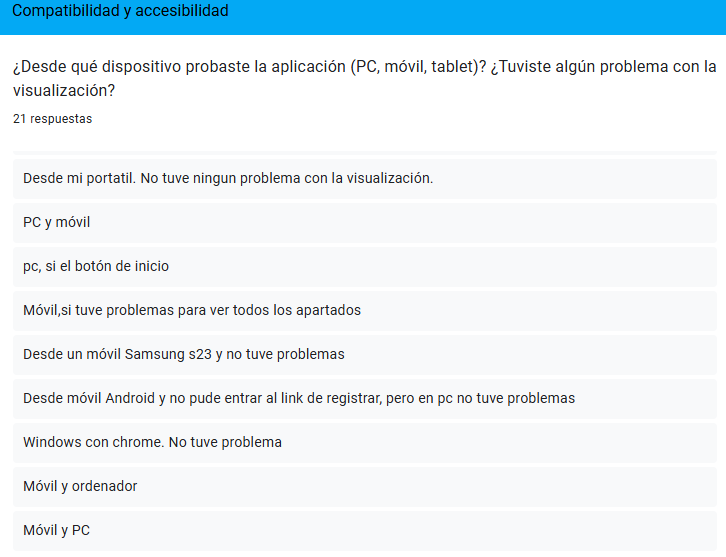 Compatibilidad y accesibilidad
¿Desde qué dispositivo probaste la aplicación (PC, móvil, tablet)? ¿Tuviste algún problema con la
visualización?
21 respuestas
Desde mi portatil. No tuve ningun problema con la visualización.
PC y móvil
pc, si el botón de inicio
Móvil,si tuve problemas para ver todos los apartados
Desde un móvil Samsung s23 y no tuve problemas
Desde móvil Android y no pude entrar al link de registrar, pero en pc no tuve problemas
Windows con chrome. No tuve problema
Móvil y ordenador
Móvil y PC